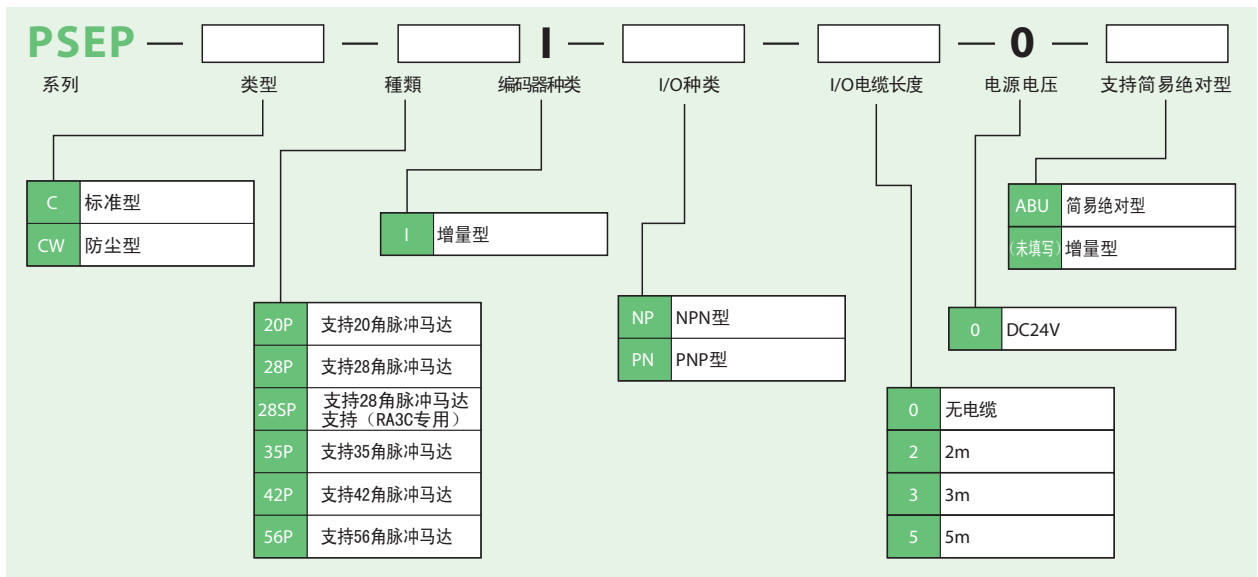 PSEP — — I — — — 0 —
系列 类型 種類 编码器种类 I/O种类 I/O电缆长度 电源电压 支持简易绝对型
C 标准型
CW 防尘型
20P 支持20角脉冲马达
28P 支持28角脉冲马达
28SP 支持28角脉冲马达
支持（RA3C专用）
35P 支持35角脉冲马达
42P 支持42角脉冲马达
56P 支持56角脉冲马达
I 增量型
NP NPN型
PN PNP型
0 无电缆
2 2m
3 3m
5 5m
0 DC24V
ABU 简易绝对型
(未填写) 增量型